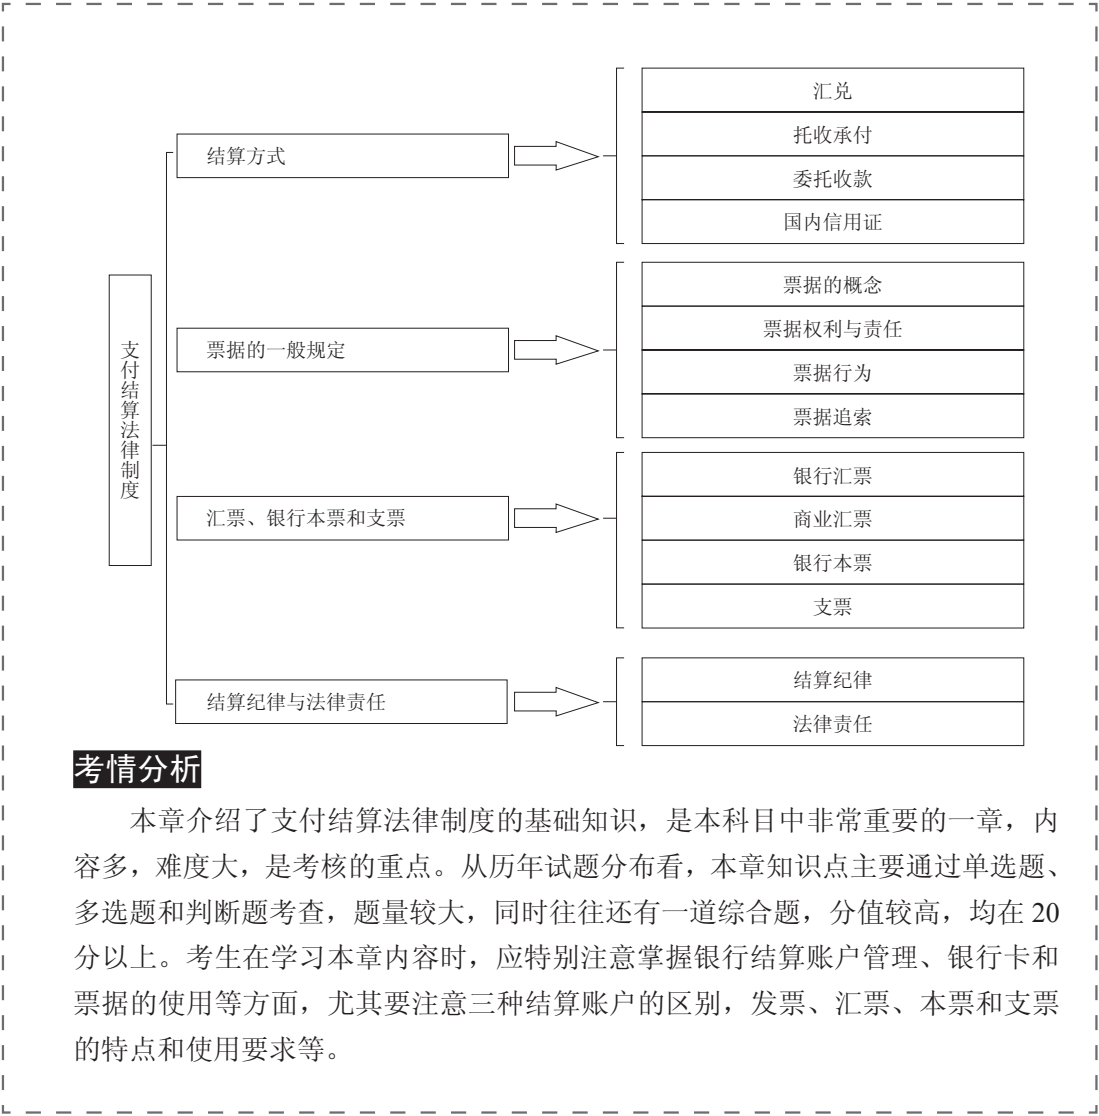 支付结算法律制度
结算方式
汇兑
托收承付
委托收款
国内信用证
票据的一般规定
票据的概念
票据权利与责任
票据行为
票据追索
汇票、银行本票和支票
银行汇票
商业汇票
银行本票
支票
结算纪律与法律责任
结算纪律
法律责任
考情分析
本章介绍了支付结算法律制度的基础知识，是本科目中非常重要的一章，内
容多，难度大，是考核的重点。从历年试题分布看，本章知识点主要通过单选题、
多选题和判断题考查，题量较大，同时往往还有一道综合题，分值较高，均在 20
分以上。考生在学习本章内容时，应特别注意掌握银行结算账户管理、银行卡和
票据的使用等方面，尤其要注意三种结算账户的区别，发票、汇票、本票和支票
的特点和使用要求等。